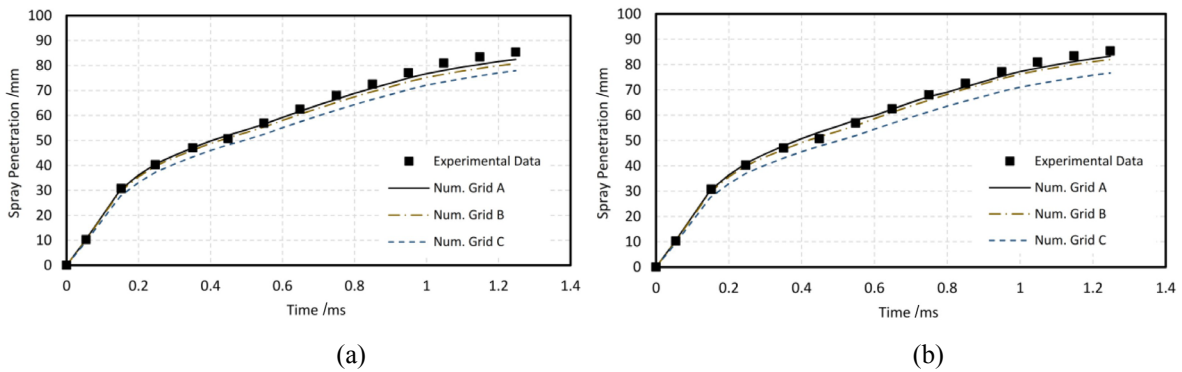 100
90
80
70
60
50
40
30
20
10
0
Spray Penetration /mm
0 0.2 0.4 0.6 0.8 1 1.2 1.4
Time /ms
Experimental Data
Num. Grid A
Num. Grid B
Num. Grid C
(a)
100
90
80
70
60
50
40
30
20
10
0
Spray Penetration /mm
0 0.2 0.4 0.6 0.8 1 1.2 1.4
Time /ms
Experimental Data
Num. Grid A
Num. Grid B
Num. Grid C
(b)